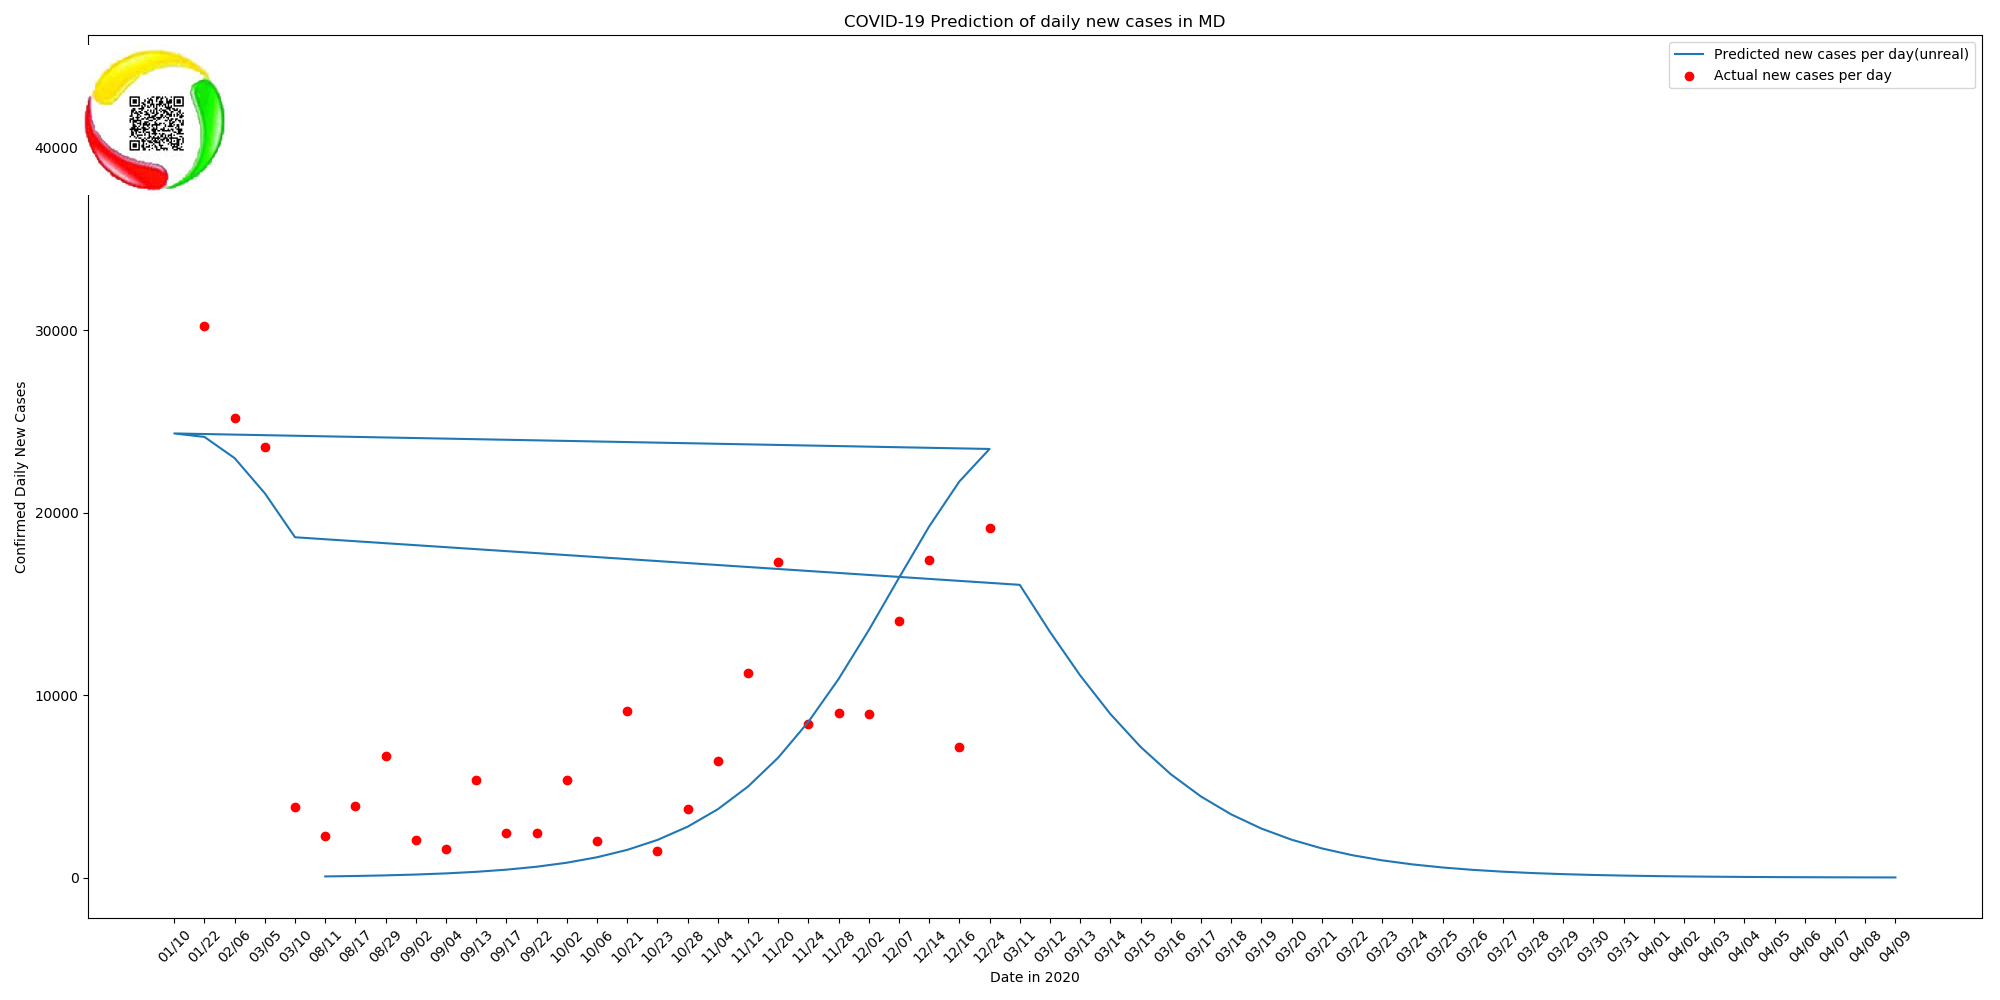 COVID-19 Prediction of daily new cases in MD
Predicted new cases per day(unreal)
Actual new cases per day
40000
30000
20000
10000
0
Confirmed Daily New Cases
01/10 01/22 02/06 03/05 03/10 08/11 08/17 08/29 09/02 09/04 09/13 09/17 09/22 10/02 10/06 10/21 10/23 10/28 11/04 11/12 11/20 11/24 11/28 12/02 12/07 12/14 12/16 12/24 03/11 03/12 03/13 03/14 03/15 03/16 03/17 03/18 03/19 03/20 03/21 03/22 03/23 03/24 03/25 03/26 03/27 03/28 03/29 03/30 03/31 04/01 04/02 04/03 04/04 04/05 04/06 04/07 04/08 04/09
Date in 2020